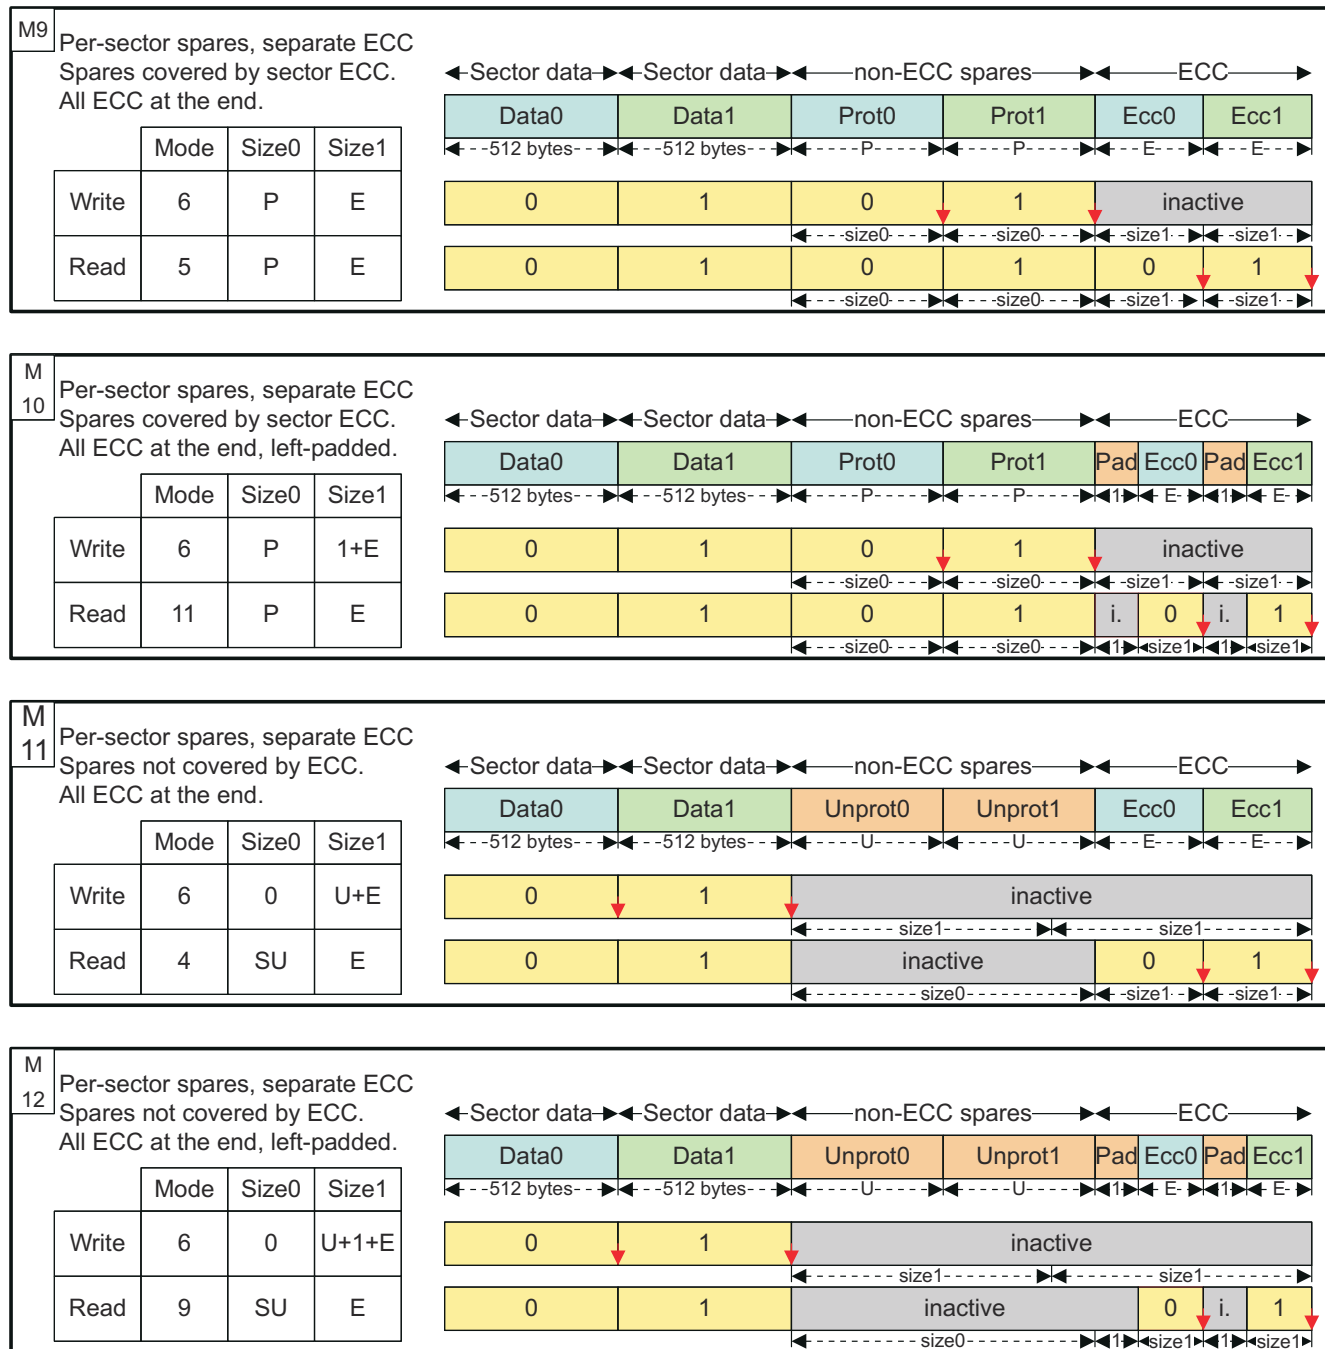 M9
Per-sector spares, separate ECC
Spares covered by sector ECC.
All ECC at the end.
Mode Size0 Size1
Write 6 P E
Read 5 P E
Sector data Sector data non-ECC spares ECC
Data0 Data1 Prot0 Prot1 Ecc0 Ecc1
512 bytes 512 bytes P P E E
0 1 0 1 inactive
size0 size0 size1 size1
0 1 0 1 0 1
size0 size0 size1 size1
M
10
Per-sector spares, separate ECC
Spares covered by sector ECC.
All ECC at the end, left-padded.
Mode Size0 Size1
Write 6 P 1+E
Read 11 P E
Sector data Sector data non-ECC spares ECC
Data0 Data1 Prot0 Prot1 Pad Ecc0 Pad Ecc1
512 bytes 512 bytes P P 1 E 1 E
0 1 0 1 inactive
size0 size0 size1 size1
0 1 0 1 i. 0 i. 1
size0 size0 1 size1 1 size1
M
11
Per-sector spares, separate ECC
Spares not covered by ECC.
All ECC at the end.
Mode Size0 Size1
Write 6 0 U+E
Read 4 SU E
Sector data Sector data non-ECC spares ECC
Data0 Data1 Unprot0 Unprot1 Ecc0 Ecc1
512 bytes 512 bytes U U E E
0 1 inactive
size1 size1
0 1 inactive 0 1
size0 size1 size1
M
12
Per-sector spares, separate ECC
Spares not covered by ECC.
All ECC at the end, left-padded.
Mode Size0 Size1
Write 6 0 U+1+E
Read 9 SU E
Sector data Sector data non-ECC spares ECC
Data0 Data1 Unprot0 Unprot1 Pad Ecc0 Pad Ecc1
512 bytes 512 bytes U U 1 E 1 E
0 1 inactive
size1 size1
0 1 inactive 0 i. 1
size0 1 size1 1 size1